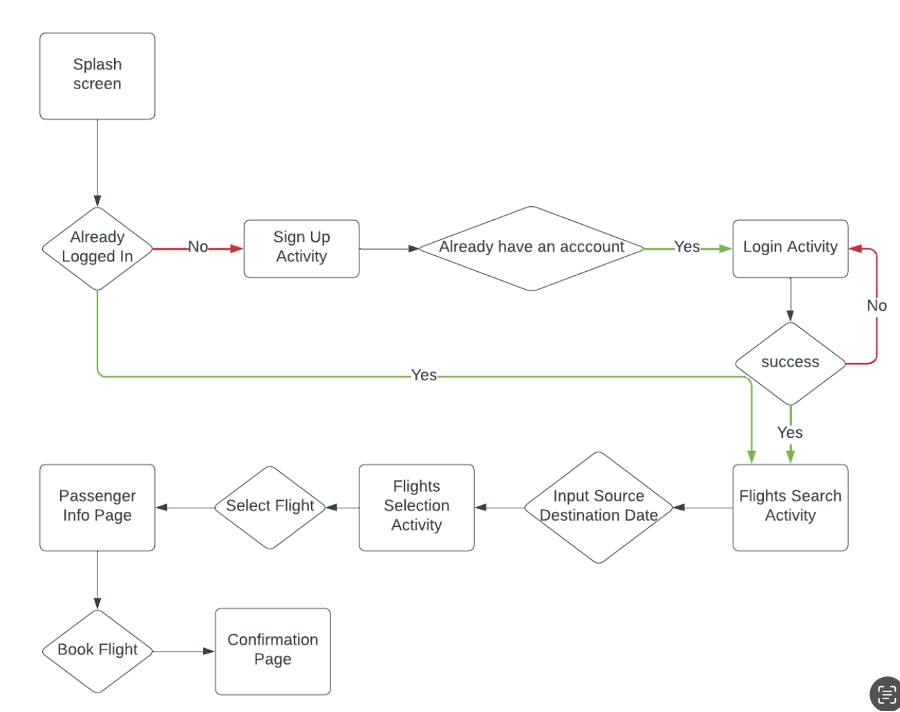 Splash
screen
Already
Logged In
No
Sign Up
Activity
Already have an acccount
Yes
Login Activity
No
success
Yes
Yes
Flights Search
Activity
Input Source
Destination Date
Flights
Selection
Activity
Select Flight
Passenger
Info Page
Book Flight
Confirmation
Page